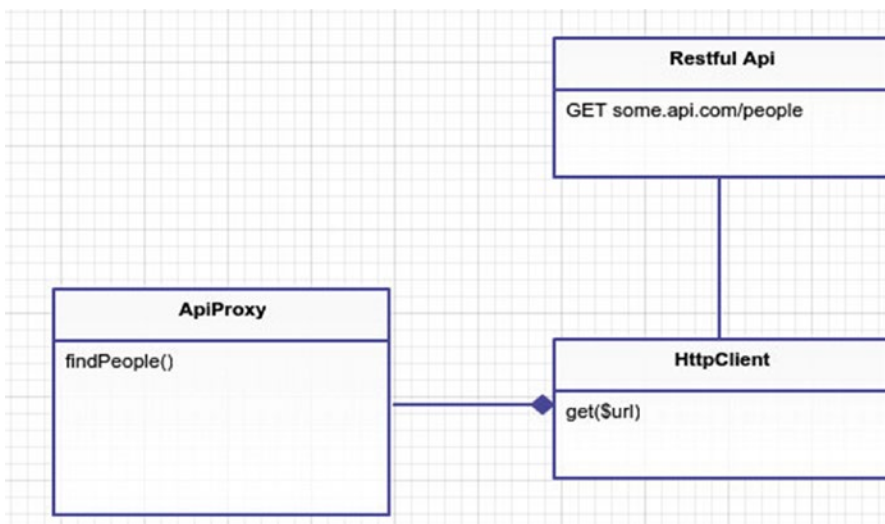 Restful Api
GET some.api.com/people
ApiProxy
findPeople()
HttpClient
get($url)